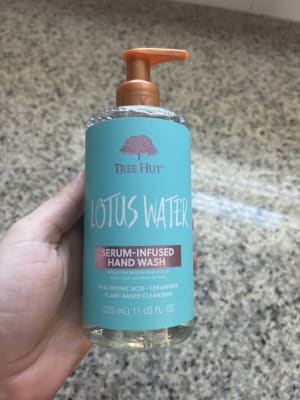 TREE HUT
LOTUS WATER
SERUM-INFUSED
HAND WASH
HYALURONIC ACID • CERAMIDES
PLANT-BASED CLEANSERS
(325 mL) 11 US FL OZ